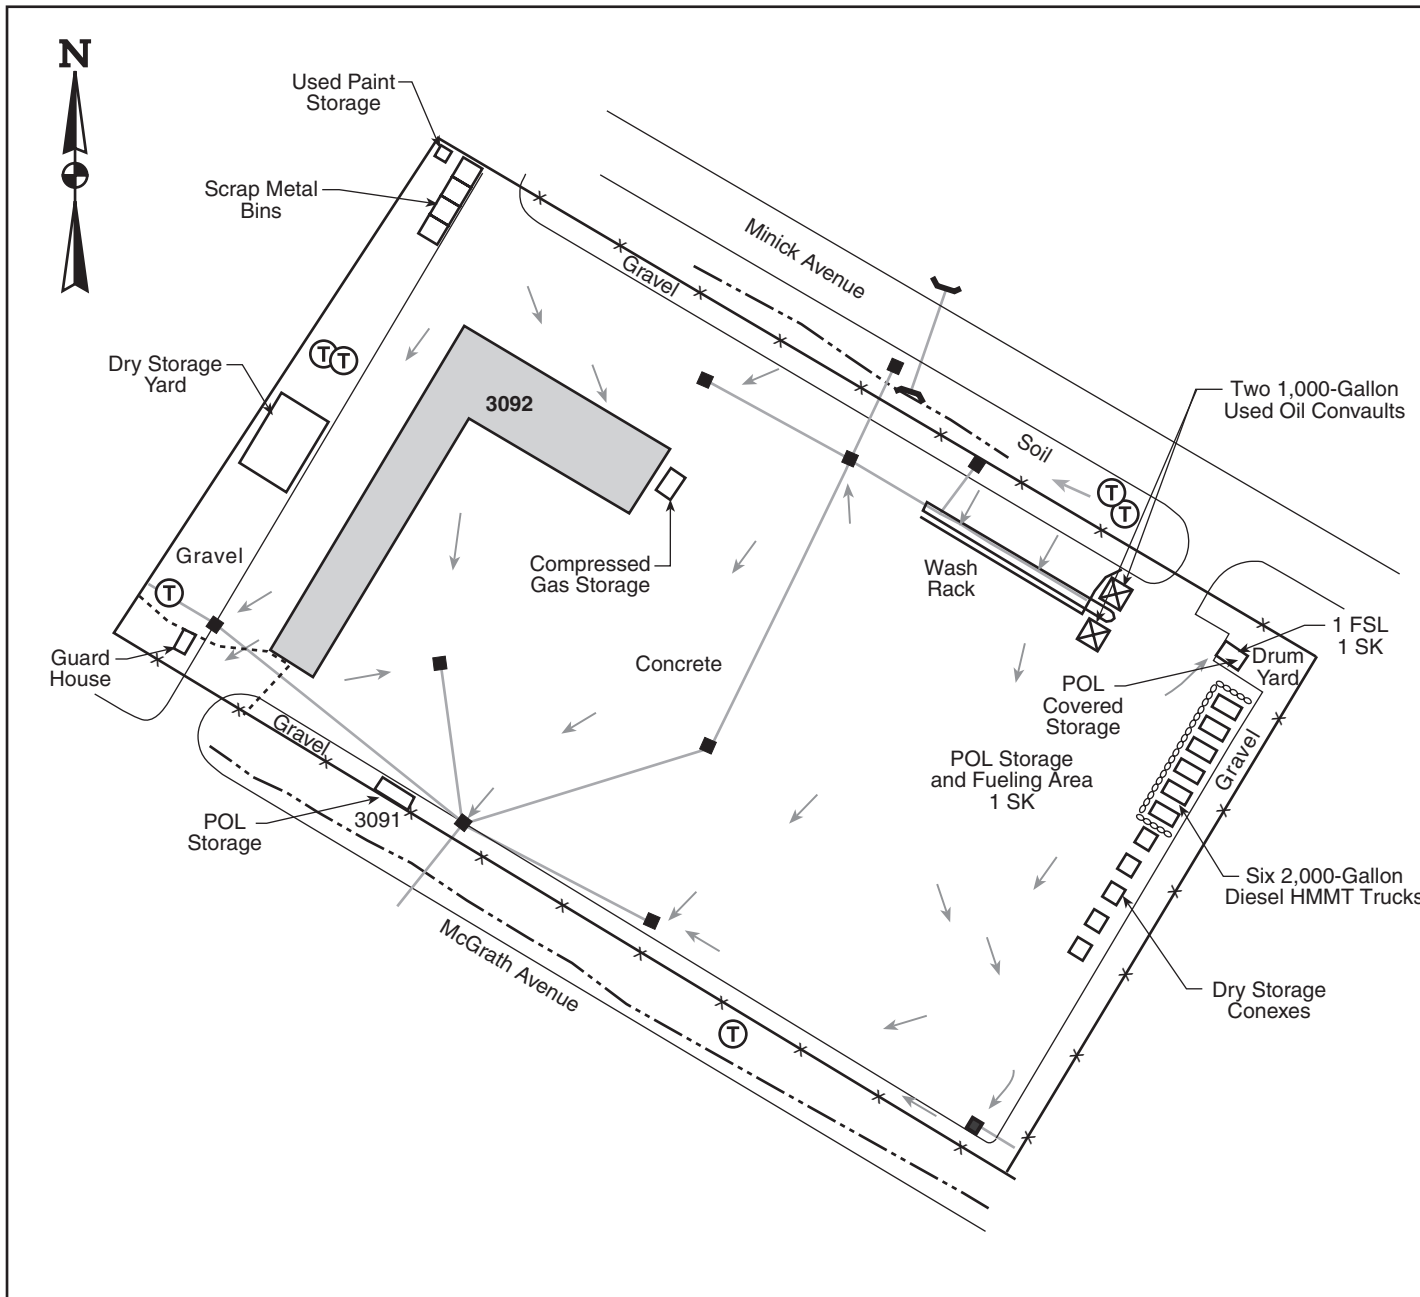 N
Used Paint
Storage
Scrap Metal
Bins
Minick Avenue
Gravel
Dry Storage
Yard
T
T
3092
Two 1,000-Gallon
Used Oil Convaults
Soil
T
T
Gravel
Compressed
Gas Storage
Wash
Rack
T
Guard
House
Concrete
1 FSL
1 SK
Drum
Yard
POL
Covered
Storage
Gravel
Gravel
POL Storage
and Fueling Area
1 SK
POL
Storage
3091
Six 2,000-Gallon
Diesel HMMT Trucks
McGrath Avenue
Dry Storage
Conexes
T